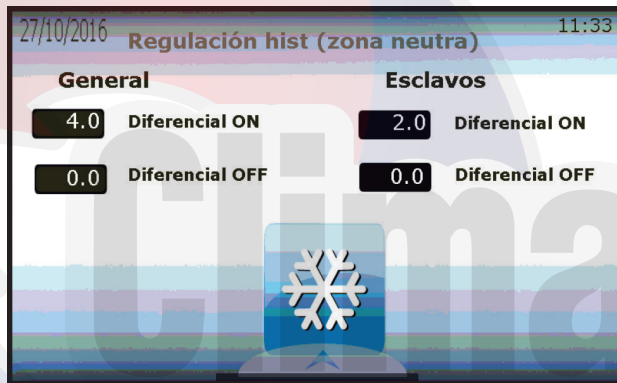 27/10/2016
11:33
Regulación hist (zona neutra)
General
Esclavos
4.0 Diferencial ON
2.0 Diferencial ON
0.0 Diferencial OFF
0.0 Diferencial OFF
Clima